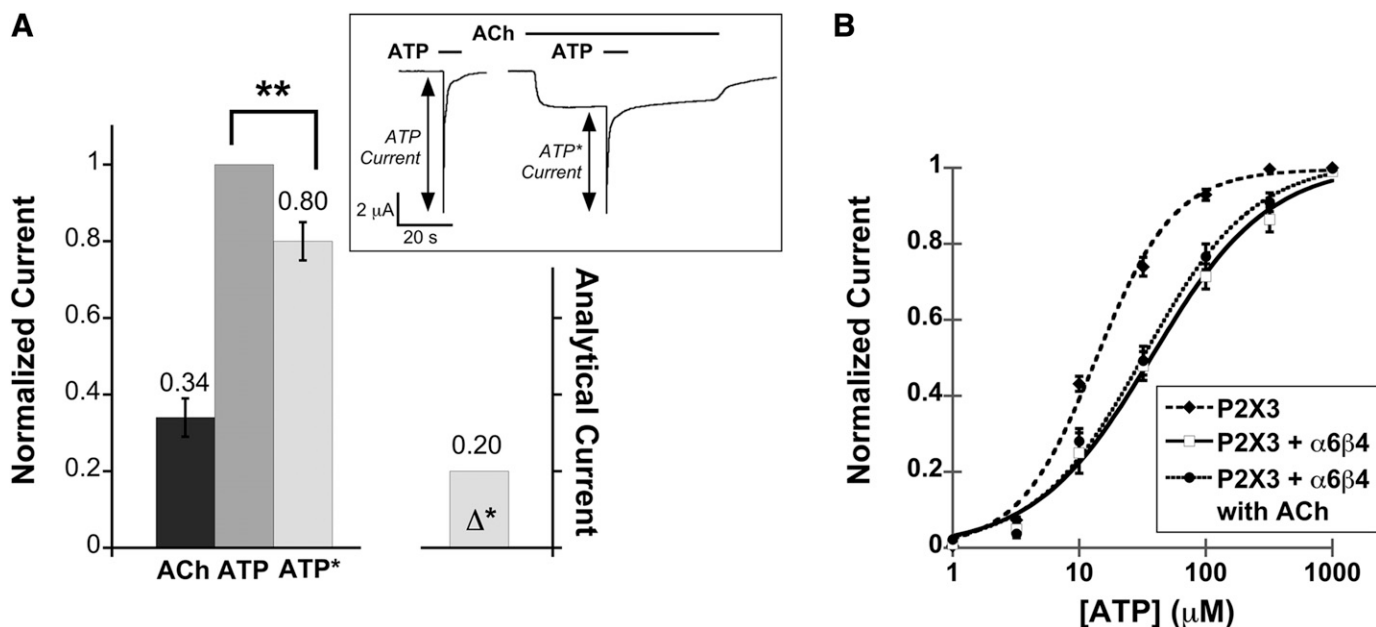 A
ACh
ATP
ATP
ATP
Current
ATP*
Current
2 μA
20 s
**
Normalized Current
1
0.8
0.6
0.4
0.2
0
0.34
0.80
ACh
ATP
ATP*
0.20
Δ*
Analytical Current
B
Normalized Current
1
0.8
0.6
0.4
0.2
0
1
10
100
1000
[ATP] (μM)
P2X3
P2X3 + α6β4
P2X3 + α6β4
with ACh